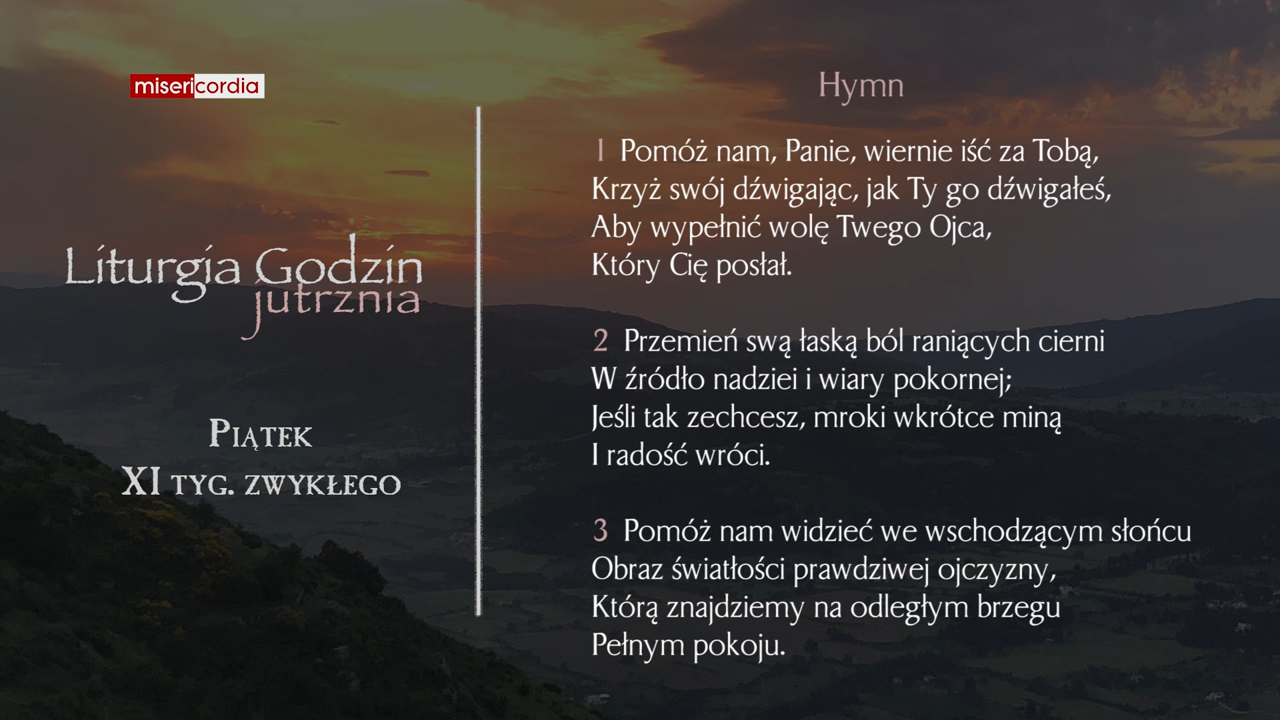 misericordia
Liturgia Godzin
jutrznia
Piątek
XI tyg. zwykłego
Hymn
1 Pomóż nam, Panie, wiernie iść za Tobą,
Krzyż swój dźwigając, jak Ty go dźwigałeś,
Aby wypełnić wolę Twego Ojca,
Który Cię posłał.
2 Przemień swą łaską ból raniących cierni
W źródło nadziei i wiary pokornej;
Jeśli tak zechcesz, mroki wkrótce miną
I radość wróci.
3 Pomóż nam widzieć we wschodzącym słońcu
Obraz światłości prawdziwej ojczyzny,
Którą znajdziemy na odległym brzegu
Pełnym pokoju.